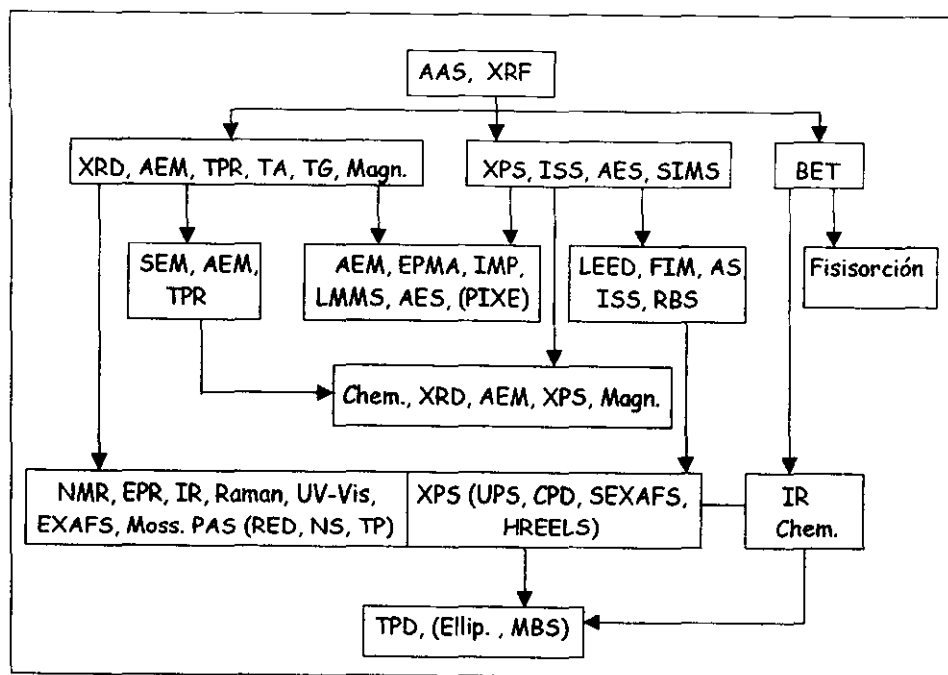 AAS, XRF
XRD, AEM, TPR, TA, TG, Magn.
XPS, ISS, AES, SIMS
BET
SEM, AEM,
TPR
AEM, EPMA, IMP,
LMMS, AES, (PIXE)
LEED, FIM, AS
ISS, RBS
Fisisorción
Chem., XRD, AEM, XPS, Magn.
NMR, EPR, IR, Raman, UV-Vis,
EXAFS, Moss. PAS (RED, NS, TP)
XPS (UPS, CPD, SEXAFS,
HREELS)
IR
Chem.
TPD, (Ellip. , MBS)